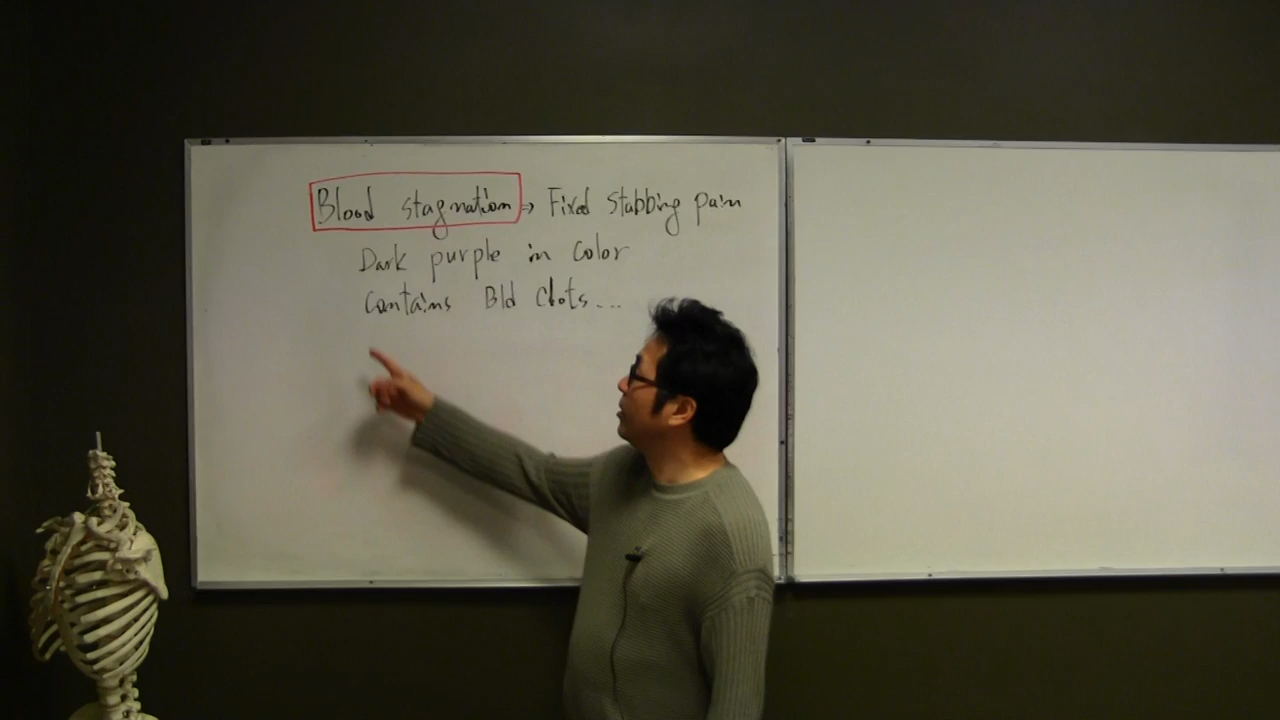 Blood stagnation → Fixed stabbing pain
Dark purple in color
Contains Bld Clots...